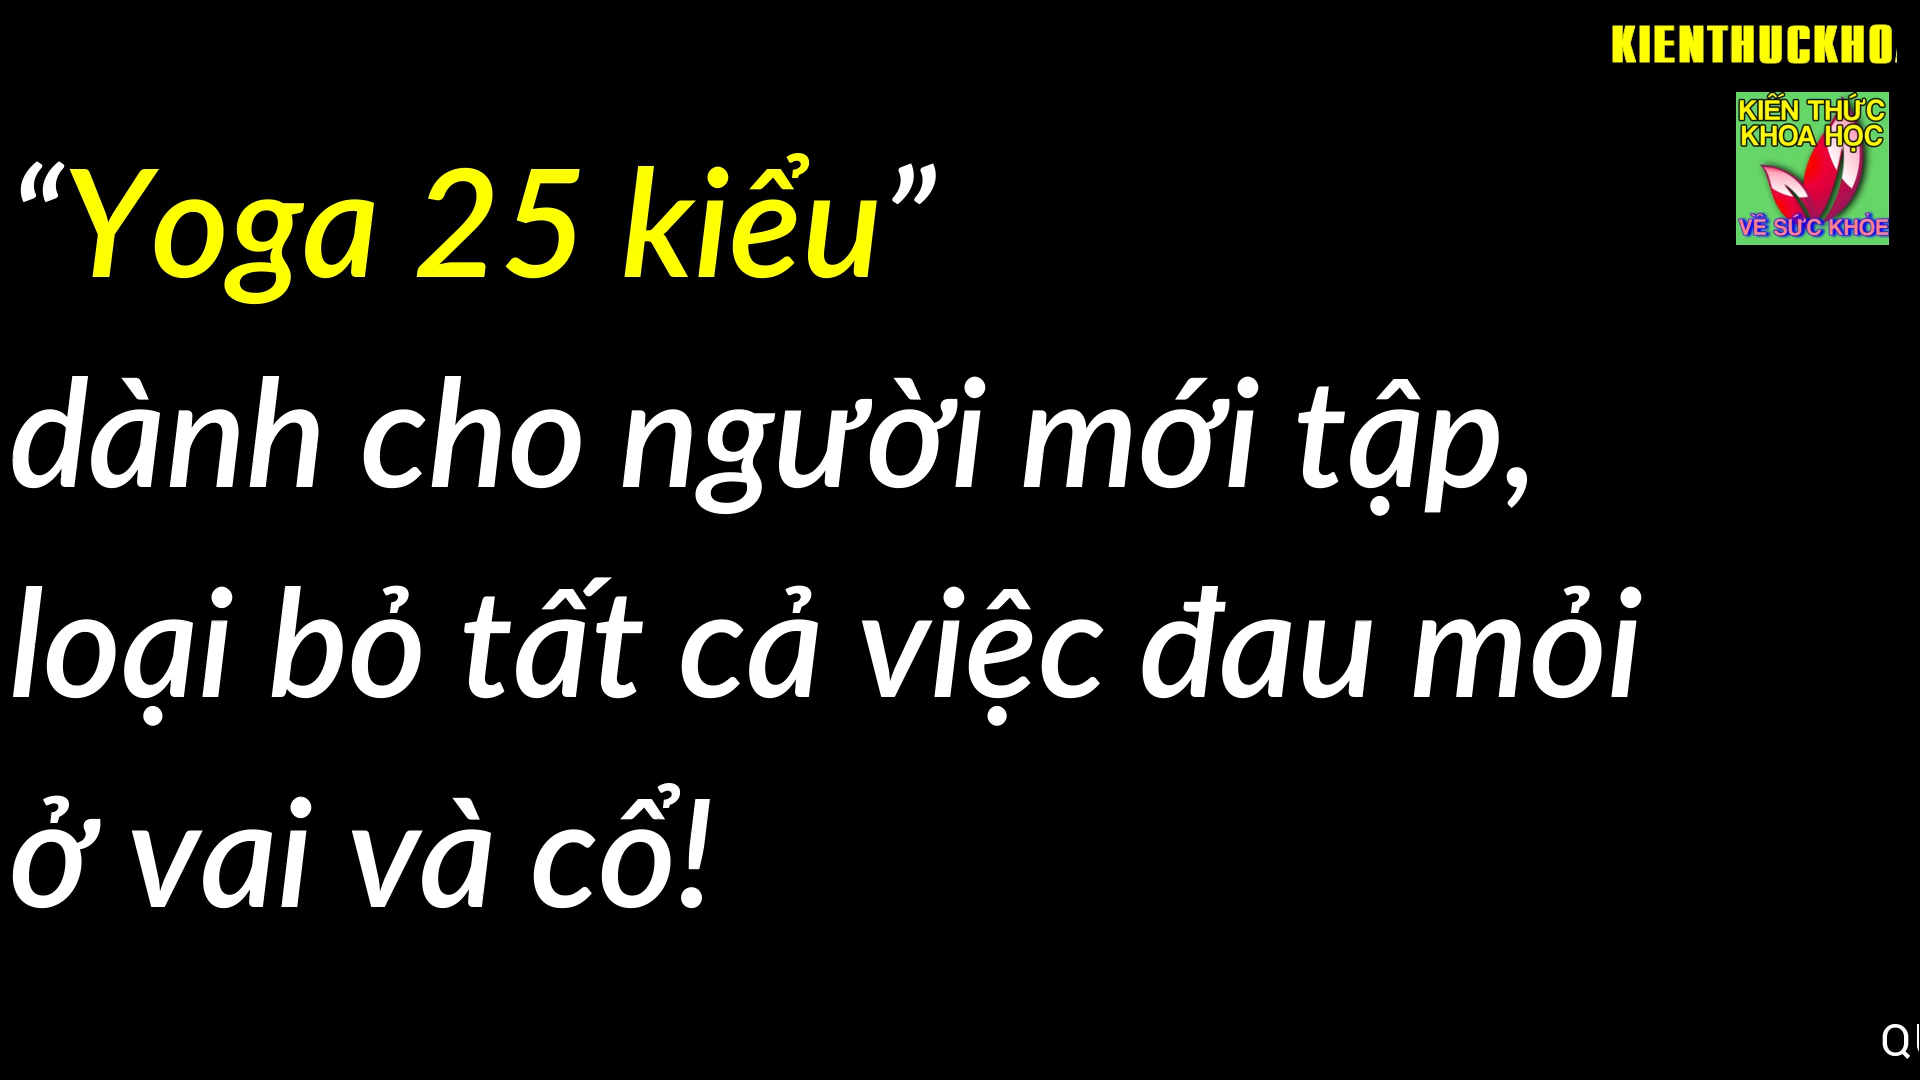 KIENTHUCKHO
KIẾN THỨC
KHOA HỌC
VỀ SỨC KHỎE
“Yoga 25 kiểu”
dành cho người mới tập,
loại bỏ tất cả việc đau mỏi
ở vai và cổ!